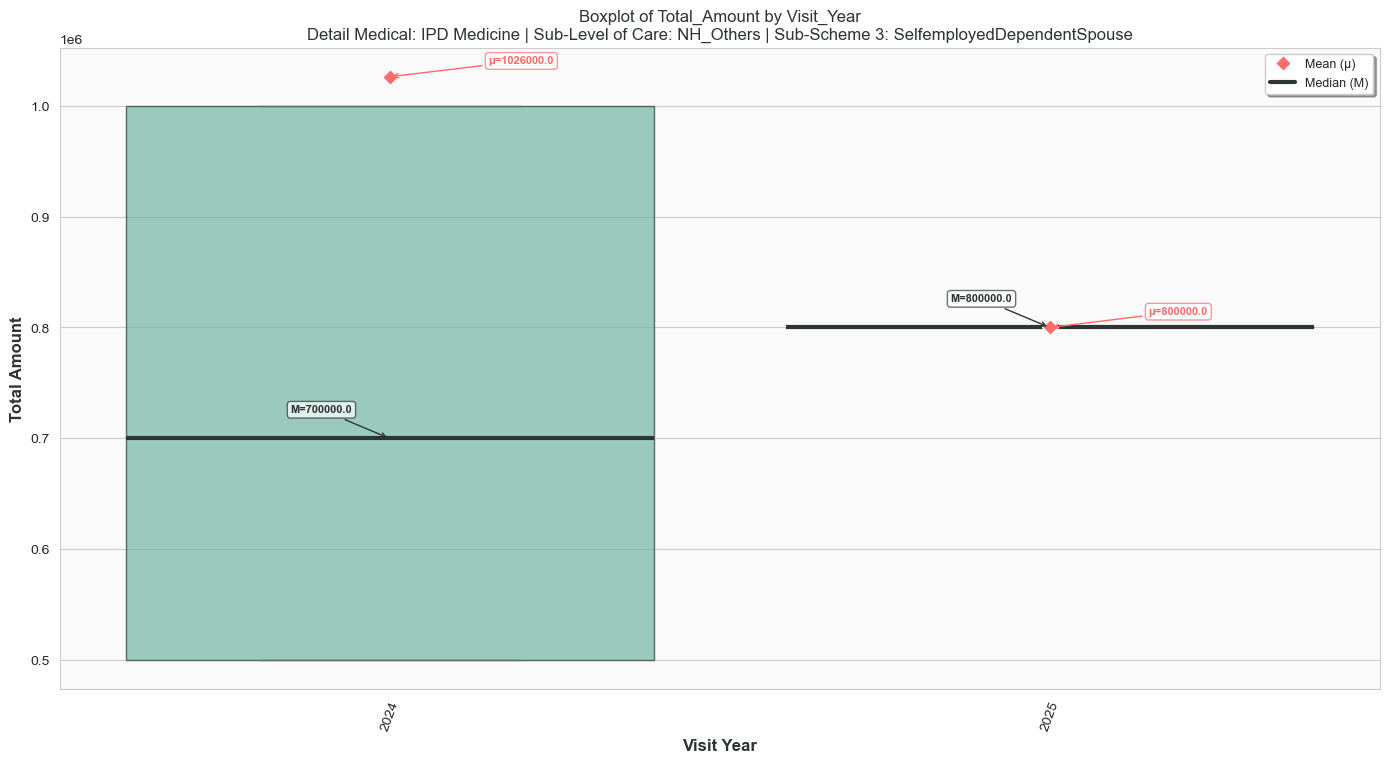 Boxplot of Total_Amount by Visit_Year
Detail Medical: IPD Medicine | Sub-Level of Care: NH_Others | Sub-Scheme 3: SelfemployedDependentSpouse
1e6
μ=1026000.0
Mean (μ)
Median (M)
1.0
0.9
M=800000.0
μ=800000.0
0.8
M=700000.0
0.7
0.6
0.5
Total Amount
2024
2025
Visit Year